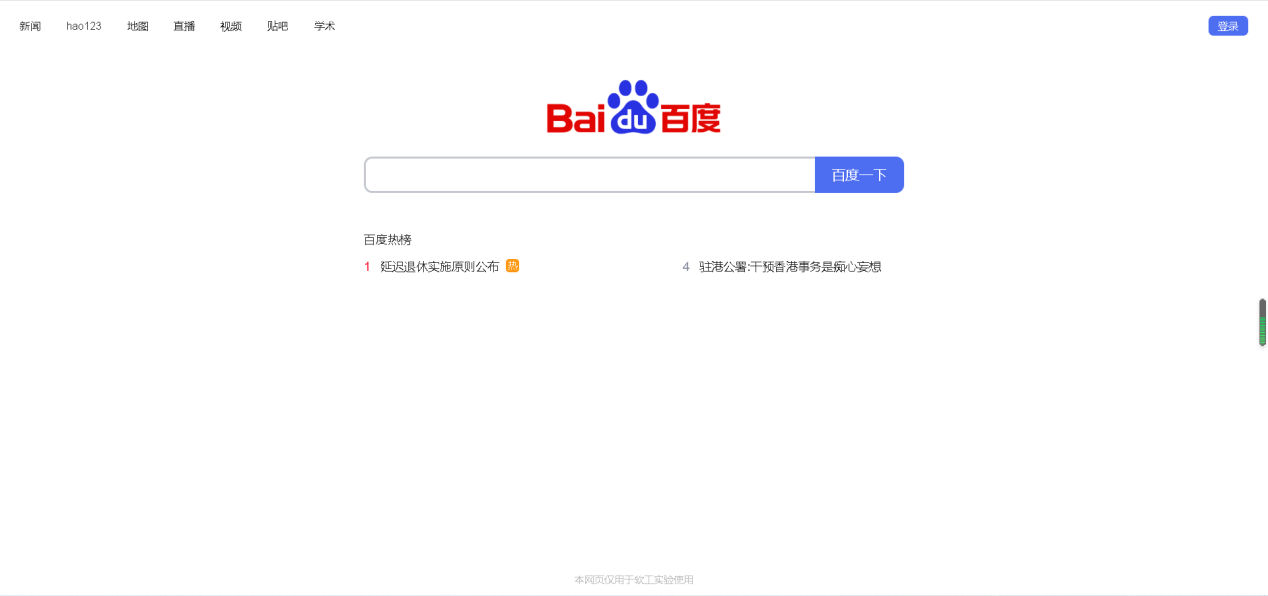 新闻 hao123 地图 直播 视频 贴吧 学术 登录
Bai du 百度
百度一下
百度热榜
1 延迟退休实施原则公布 热 4 驻港公署:干预香港事务是痴心妄想
本网页仅用于软工实验使用